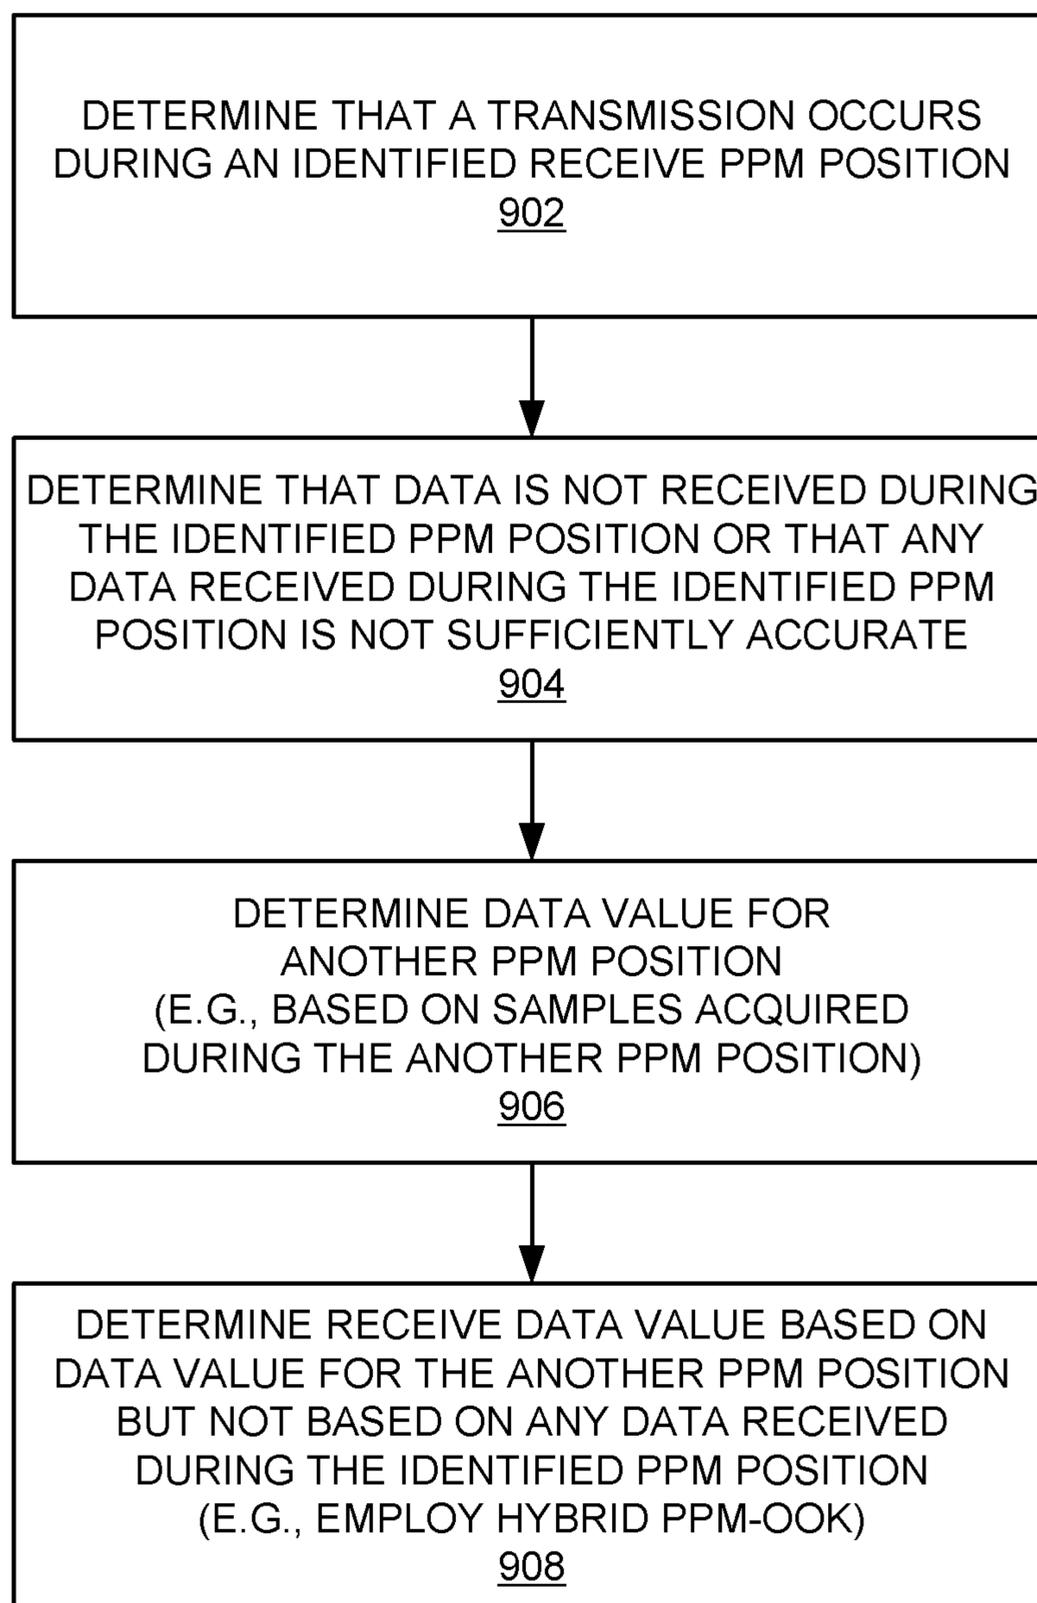 DETERMINE THAT A TRANSMISSION OCCURS
DURING AN IDENTIFIED RECEIVE PPM POSITION
902
DETERMINE THAT DATA IS NOT RECEIVED DURING
THE IDENTIFIED PPM POSITION OR THAT ANY
DATA RECEIVED DURING THE IDENTIFIED PPM
POSITION IS NOT SUFFICIENTLY ACCURATE
904
DETERMINE DATA VALUE FOR
ANOTHER PPM POSITION
(E.G., BASED ON SAMPLES ACQUIRED
DURING THE ANOTHER PPM POSITION)
906
DETERMINE RECEIVE DATA VALUE BASED ON
DATA VALUE FOR THE ANOTHER PPM POSITION
BUT NOT BASED ON ANY DATA RECEIVED
DURING THE IDENTIFIED PPM POSITION
(E.G., EMPLOY HYBRID PPM-OOK)
908